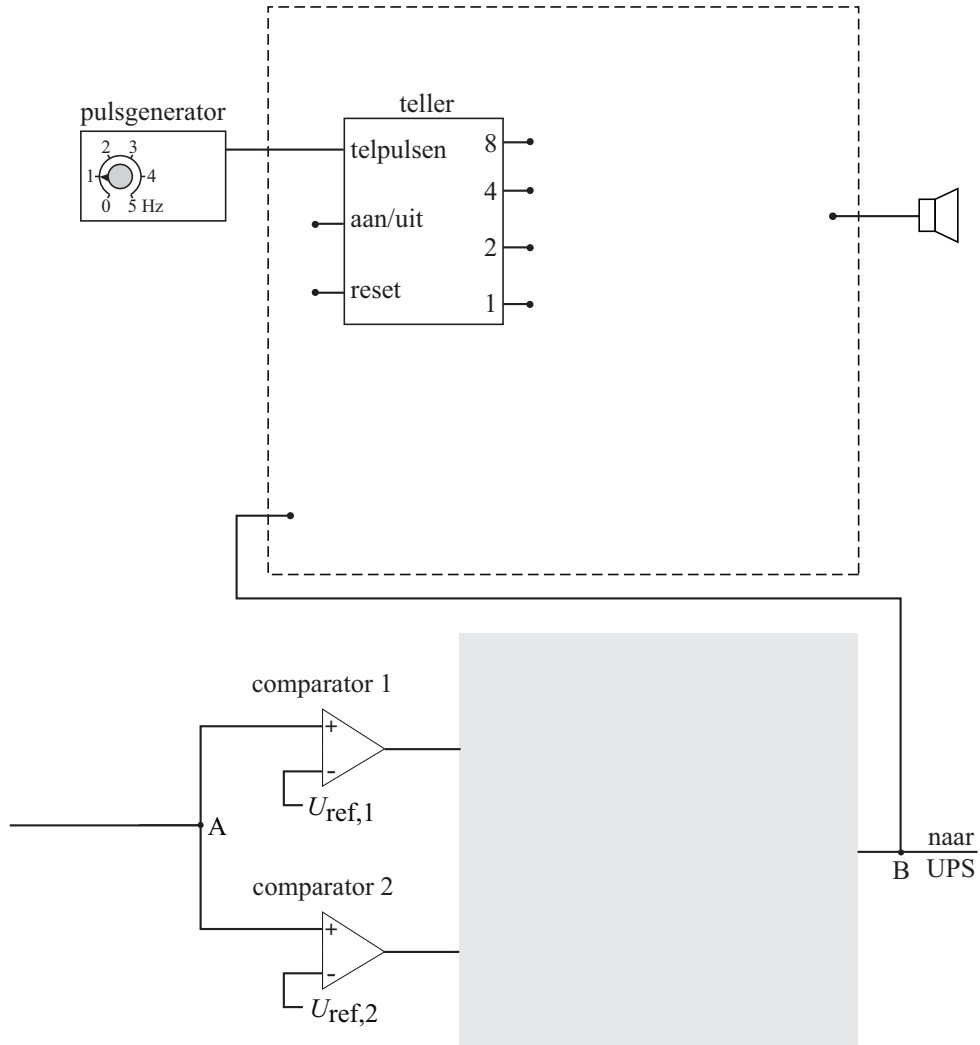 teller
pulsgenerator
2 3
1 4
0 5 Hz
telpulsen 8
4
aan/uit
2
reset
1
comparator 1
+
-
Uref,1
A
naar
B UPS
comparator 2
+
-
Uref,2